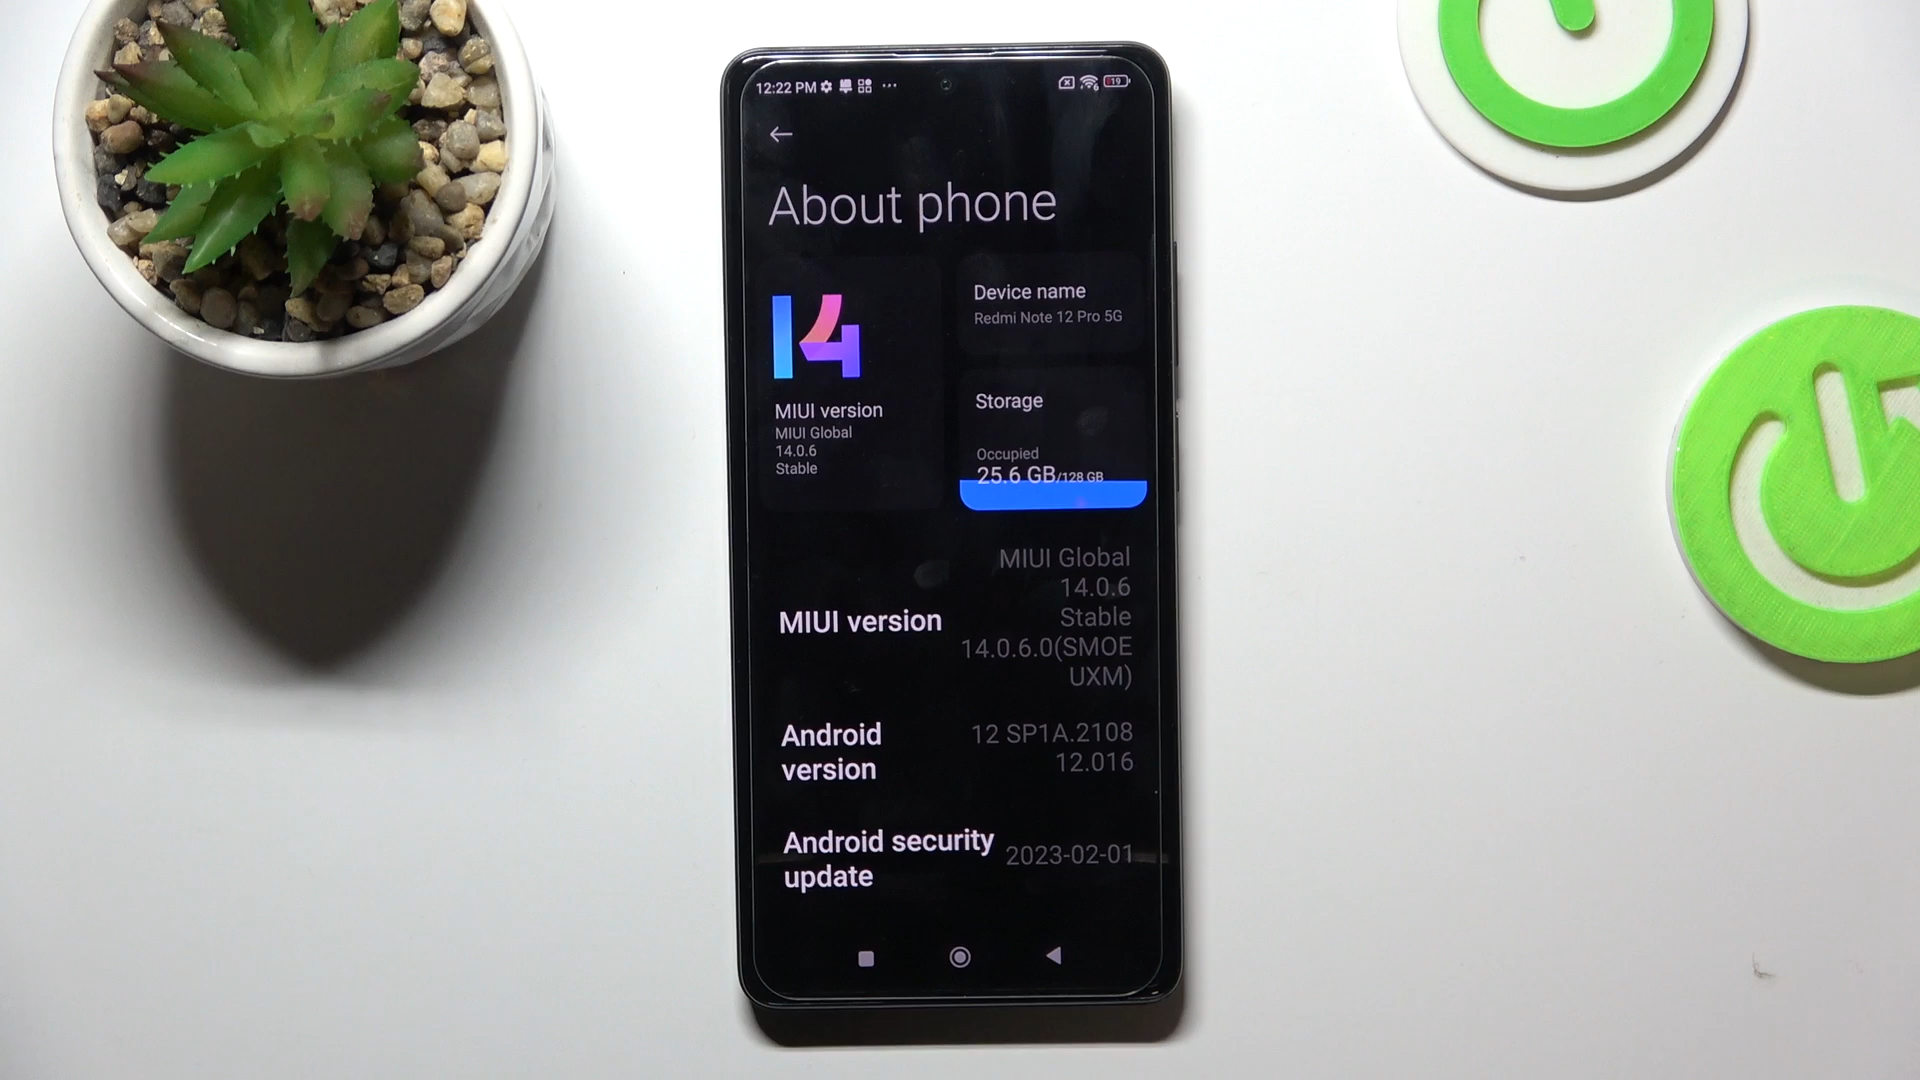 12:22 PM
19
About phone
14
MIUI version
MIUI Global
14.0.6
Stable
Device name
Redmi Note 12 Pro 5G
Storage
Occupied
25.6 GB/128 GB
MIUI version
MIUI Global
14.0.6
Stable
14.0.6.0(SMOE
UXM)
Android
version
12 SP1A.2108
12.016
Android security
update
2023-02-01